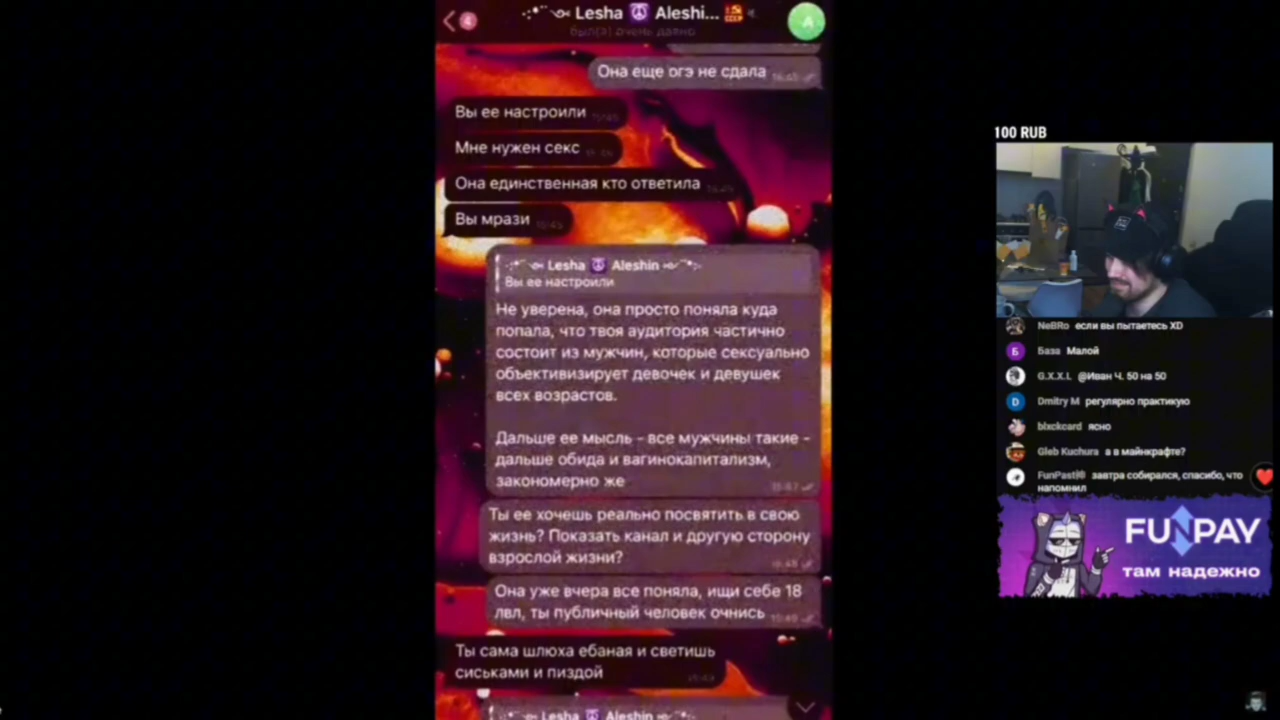 4
Lesha ☮ Aleshi...
был(а) очень давно
A
Она еще огэ не сдала
16:45
Вы ее настроили
Мне нужен секс
Она единственная кто ответила
Вы мрази
Lesha ☮ Aleshin
Вы ее настроили
Не уверена, она просто поняла куда
попала, что твоя аудитория частично
состоит из мужчин, которые сексуально
объективизирует девочек и девушек
всех возрастов.
Дальше ее мысль - все мужчины такие -
дальше обида и вагинокапитализм,
закономерно же
Ты ее хочешь реально посвятить в свою
жизнь? Показать канал и другую сторону
взрослой жизни?
Она уже вчера все поняла, ищи себе 18
лвл, ты публичный человек очнись
Ты сама шлюха ебаная и светишь
сиськами и пиздой
Lesha ☮ Aleshin
100 RUB
NeBRo если вы пытаетесь XD
Б База Малой
G.X.X.L @Иван Ч. 50 на 50
D Dmitry M регулярно практикую
blxckcard ясно
Gleb Kuchura а в майнкрафте?
FunPast завтра собирался, спасибо, что
напомнил
FUNPAY
там надежно